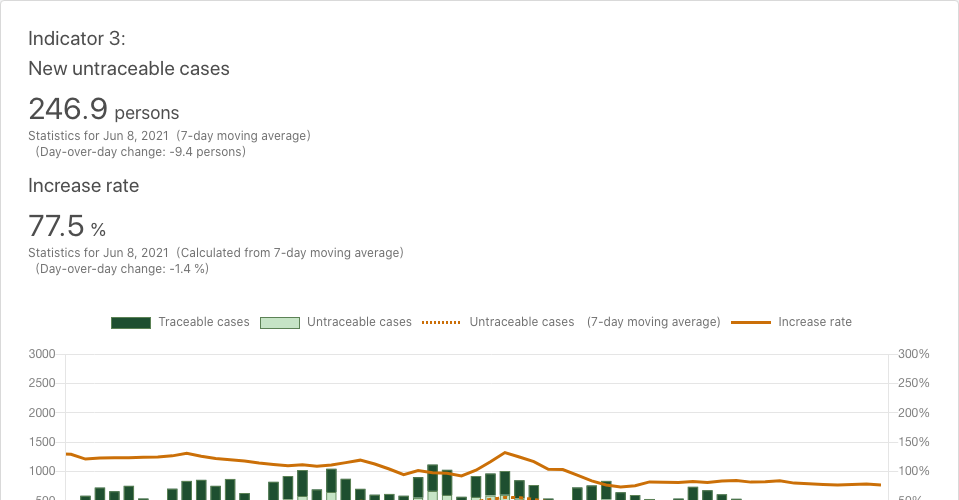 Indicator 3:
New untraceable cases
246.9 persons
Statistics for Jun 8, 2021 (7-day moving average)
(Day-over-day change: -9.4 persons)
Increase rate
77.5 %
Statistics for Jun 8, 2021 (Calculated from 7-day moving average)
(Day-over-day change: -1.4 %)
Traceable cases Untraceable cases Untraceable cases (7-day moving average) Increase rate
3000 300%
2500 250%
2000 200%
1500 150%
1000 100%
500 50%